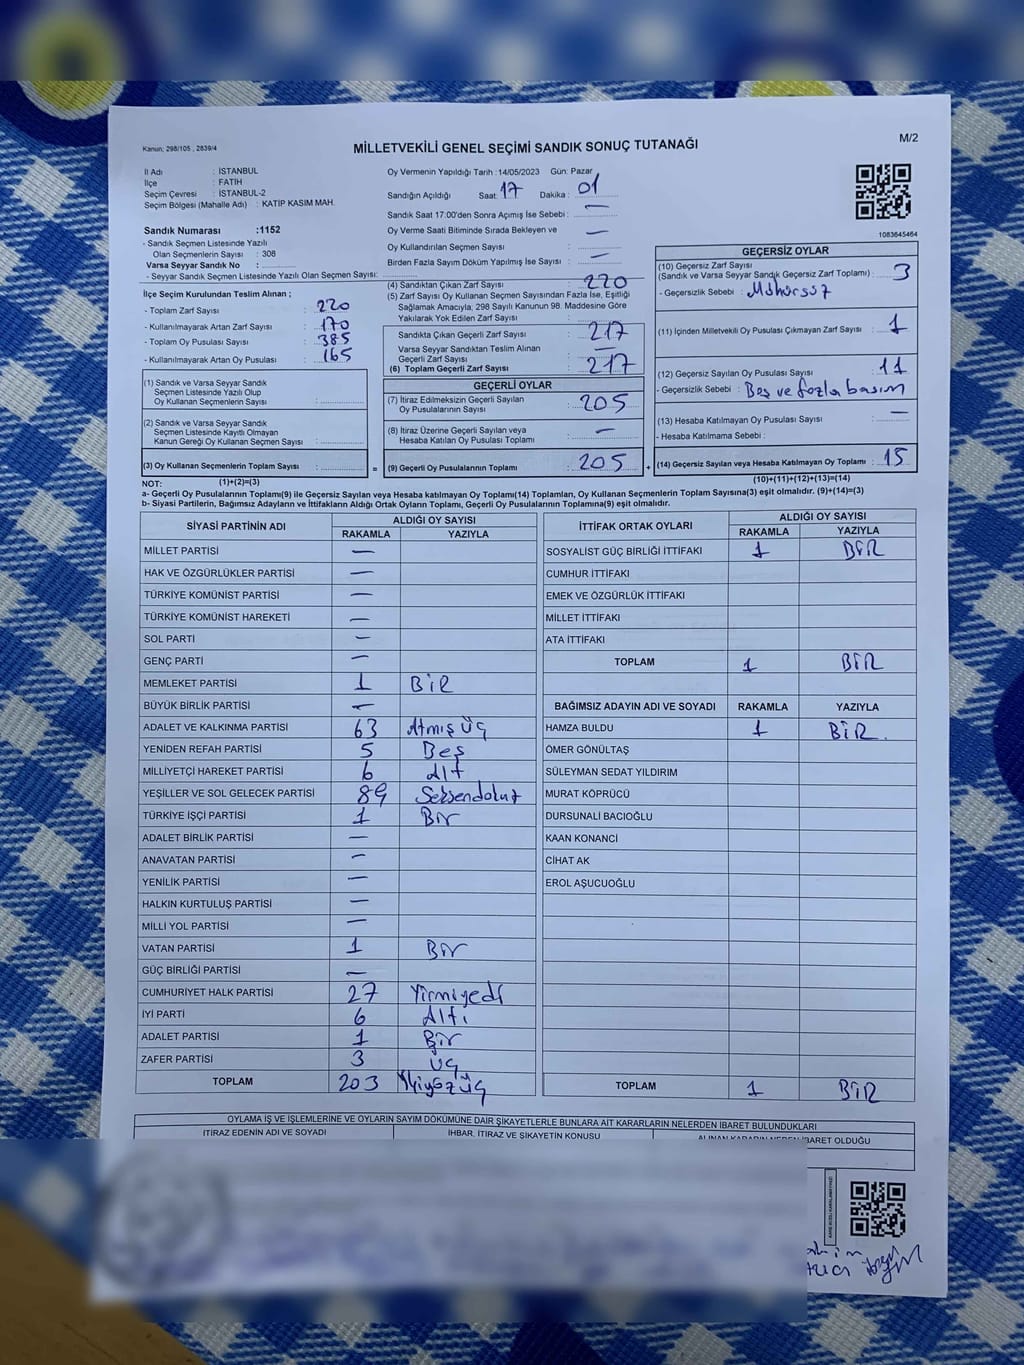 M/2
Kanun; 298/105 , 2839/4
MİLLETVEKİLİ GENEL SEÇİMİ SANDIK SONUÇ TUTANAĞI
İl Adı : İSTANBUL
İlçe : FATİH
Seçim Çevresi : İSTANBUL-2
Seçim Bölgesi (Mahalle Adı) : KATİP KASIM MAH.
Sandık Numarası :1152
- Sandık Seçmen Listesinde Yazılı
Olan Seçmenlerin Sayısı : 308
Varsa Seyyar Sandık No :
- Seyyar Sandık Seçmen Listesinde Yazılı Olan Seçmen Sayısı:
İlçe Seçim Kurulundan Teslim Alınan ;
- Toplam Zarf Sayısı : 220
- Kullanılmayarak Artan Zarf Sayısı : 170
- Toplam Oy Pusulası Sayısı : 385
- Kullanılmayarak Artan Oy Pusulası : 165
(1) Sandık ve Varsa Seyyar Sandık
Seçmen Listesinde Yazılı Olup
Oy Kullanan Seçmenlerin Sayısı :
(2) Sandık ve Varsa Seyyar Sandık
Seçmen Listesinde Kayıtlı Olmayan
Kanun Gereği Oy Kullanan Seçmen Sayısı :
(3) Oy Kullanan Seçmenlerin Toplam Sayısı : =
Oy Vermenin Yapıldığı Tarih :14/05/2023 Gün: Pazar
Sandığın Açıldığı Saat: 17 Dakika : 01
Sandık Saat 17:00'den Sonra Açımış İse Sebebi : —
Oy Verme Saati Bitiminde Sırada Bekleyen ve
Oy Kullandırılan Seçmen Sayısı : —
Birden Fazla Sayım Döküm Yapılmış İse Sayısı : —
(4) Sandıktan Çıkan Zarf Sayısı : 220
(5) Zarf Sayısı Oy Kullanan Seçmen Sayısından Fazla İse, Eşitliği
Sağlamak Amacıyla, 298 Sayılı Kanunun 98. Maddesine Göre
Yakılarak Yok Edilen Zarf Sayısı : —
Sandıkta Çıkan Geçerli Zarf Sayısı : 217
Varsa Seyyar Sandıktan Teslim Alınan
Geçerli Zarf Sayısı : —
(6) Toplam Geçerli Zarf Sayısı : 217
GEÇERLİ OYLAR
(7) İtiraz Edilmeksizin Geçerli Sayılan
Oy Pusulalarının Sayısı : 205
(8) İtiraz Üzerine Geçerli Sayılan veya
Hesaba Katılan Oy Pusulası Toplamı : —
(9) Geçerli Oy Pusulalarının Toplamı : 205 +
1083645464
GEÇERSİZ OYLAR
(10) Geçersiz Zarf Sayısı
(Sandık ve Varsa Seyyar Sandık Geçersiz Zarf Toplamı) : 3
- Geçersizlik Sebebi : Mühürsüz
(11) İçinden Milletvekili Oy Pusulası Çıkmayan Zarf Sayısı : 1
(12) Geçersiz Sayılan Oy Pusulası Sayısı : 11
- Geçersizlik Sebebi : Beş ve fazla basım
(13) Hesaba Katılmayan Oy Pusulası Sayısı : —
- Hesaba Katılmama Sebebi :
(14) Geçersiz Sayılan veya Hesaba Katılmayan Oy Toplamı : 15
NOT: (1)+(2)=(3) (10)+(11)+(12)+(13)=(14)
a- Geçerli Oy Pusulalarının Toplamı(9) ile Geçersiz Sayılan veya Hesaba katılmayan Oy Toplamı(14) Toplamları, Oy Kullanan Seçmenlerin Toplam Sayısına(3) eşit olmalıdır. (9)+(14)=(3)
b- Siyasi Partilerin, Bağımsız Adayların ve İttifakların Aldığı Ortak Oyların Toplamı, Geçerli Oy Pusulalarının Toplamına(9) eşit olmalıdır.
SİYASİ PARTİNİN ADI ALDIĞI OY SAYISI
RAKAMLA YAZIYLA
MİLLET PARTİSİ —
HAK VE ÖZGÜRLÜKLER PARTİSİ —
TÜRKİYE KOMÜNİST PARTİSİ —
TÜRKİYE KOMÜNİST HAREKETİ —
SOL PARTİ —
GENÇ PARTİ —
MEMLEKET PARTİSİ 1 BİR
BÜYÜK BİRLİK PARTİSİ —
ADALET VE KALKINMA PARTİSİ 63 Atmış Üç
YENİDEN REFAH PARTİSİ 5 Beş
MİLLİYETÇİ HAREKET PARTİSİ 6 Alt
YEŞİLLER VE SOL GELECEK PARTİSİ 89 Seksendokuz
TÜRKİYE İŞÇİ PARTİSİ 1 Bir
ADALET BİRLİK PARTİSİ —
ANAVATAN PARTİSİ —
YENİLİK PARTİSİ —
HALKIN KURTULUŞ PARTİSİ —
MİLLİ YOL PARTİSİ —
VATAN PARTİSİ 1 Bir
GÜÇ BİRLİĞİ PARTİSİ —
CUMHURİYET HALK PARTİSİ 27 Yirmiyedi
İYİ PARTİ 6 Altı
ADALET PARTİSİ 1 Bir
ZAFER PARTİSİ 3 Üç
TOPLAM 203 İkiyüzüç
İTTİFAK ORTAK OYLARI ALDIĞI OY SAYISI
RAKAMLA YAZIYLA
SOSYALİST GÜÇ BİRLİĞİ İTTİFAKI 1 BİR
CUMHUR İTTİFAKI
EMEK VE ÖZGÜRLÜK İTTİFAKI
MİLLET İTTİFAKI
ATA İTTİFAKI
TOPLAM 1 BİR
BAĞIMSIZ ADAYIN ADI VE SOYADI RAKAMLA YAZIYLA
HAMZA BULDU 1 BİR.
ÖMER GÖNÜLTAŞ
SÜLEYMAN SEDAT YILDIRIM
MURAT KÖPRÜCÜ
DURSUNALİ BACIOĞLU
KAAN KONANCİ
CİHAT AK
EROL AŞUCUOĞLU
TOPLAM 1 BİR
OYLAMA İŞ VE İŞLEMLERİNE VE OYLARIN SAYIM DÖKÜMÜNE DAİR ŞİKAYETLERLE BUNLARA AİT KARARLARIN NELERDEN İBARET BULUNDUKLARI
İTİRAZ EDENİN ADI VE SOYADI İHBAR, İTİRAZ VE ŞİKAYETİN KONUSU ALINAN KARARIN NEDEN İBARET OLDUĞU